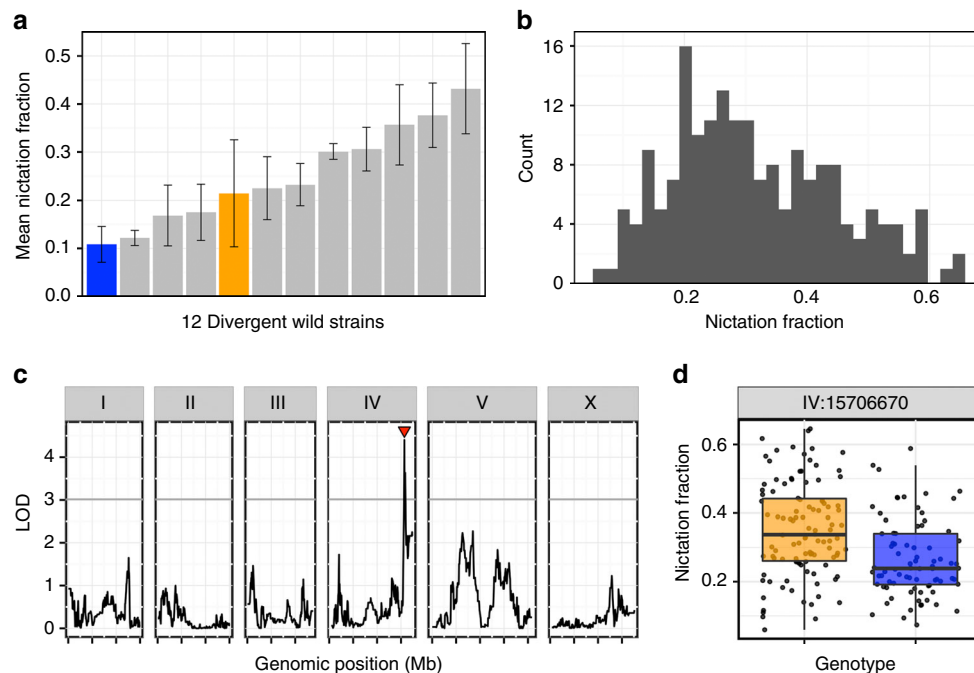 a
Mean nictation fraction
0.5
0.4
0.3
0.2
0.1
0.0
12 Divergent wild strains
b
Count
16
12
8
4
0
0.2 0.4 0.6
Nictation fraction
c
I II III IV V X
LOD
4
3
2
1
0
Genomic position (Mb)
d
IV:15706670
Nictation fraction
0.6
0.4
0.2
Genotype